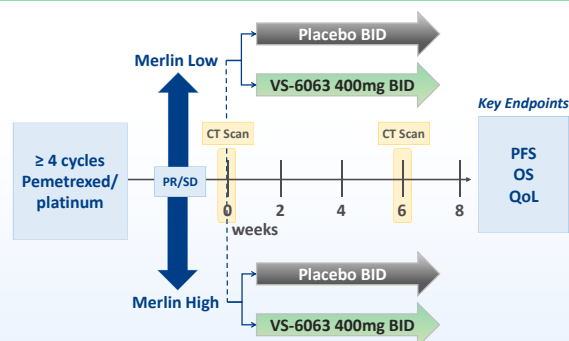 Placebo BID
Merlin Low
VS-6063 400mg BID
Key Endpoints
CT Scan
CT Scan
≥ 4 cycles
Pemetrexed/
platinum
PR/SD
PFS
OS
QoL
0
2
4
6
8
weeks
Placebo BID
Merlin High
VS-6063 400mg BID